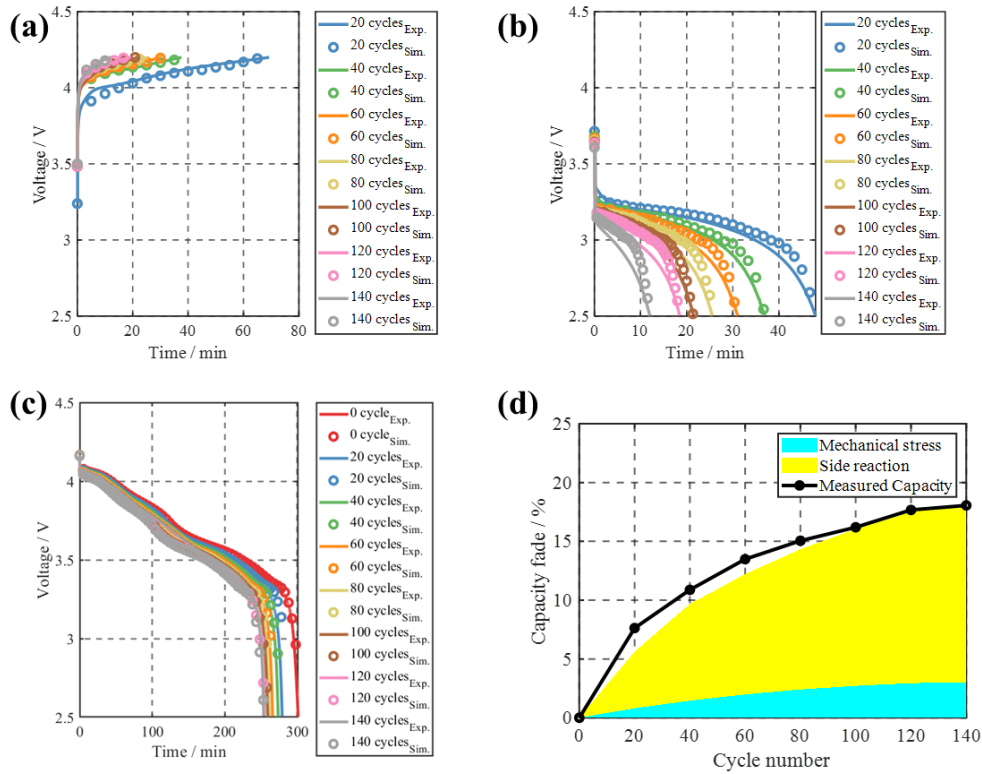 (a)
4.5
4
3.5
3
2.5
Voltage / V
0 20 40 60 80
Time / min
20 cycles Exp.
20 cycles Sim.
40 cycles Exp.
40 cycles Sim.
60 cycles Exp.
60 cycles Sim.
80 cycles Exp.
80 cycles Sim.
100 cycles Exp.
100 cycles Sim.
120 cycles Exp.
120 cycles Sim.
140 cycles Exp.
140 cycles Sim.
(b)
4.5
4
3.5
3
2.5
Voltage / V
0 10 20 30 40
Time / min
20 cycles Exp.
20 cycles Sim.
40 cycles Exp.
40 cycles Sim.
60 cycles Exp.
60 cycles Sim.
80 cycles Exp.
80 cycles Sim.
100 cycles Exp.
100 cycles Sim.
120 cycles Exp.
120 cycles Sim.
140 cycles Exp.
140 cycles Sim.
(c)
4.5
4
3.5
3
2.5
Voltage / V
0 100 200 300
Time / min
0 cycle Exp.
0 cycle Sim.
20 cycles Exp.
20 cycles Sim.
40 cycles Exp.
40 cycles Sim.
60 cycles Exp.
60 cycles Sim.
80 cycles Exp.
80 cycles Sim.
100 cycles Exp.
100 cycles Sim.
120 cycles Exp.
120 cycles Sim.
140 cycles Exp.
140 cycles Sim.
(d)
25
20
15
10
5
0
Capacity fade / %
Mechanical stress
Side reaction
Measured Capacity
0 20 40 60 80 100 120 140
Cycle number